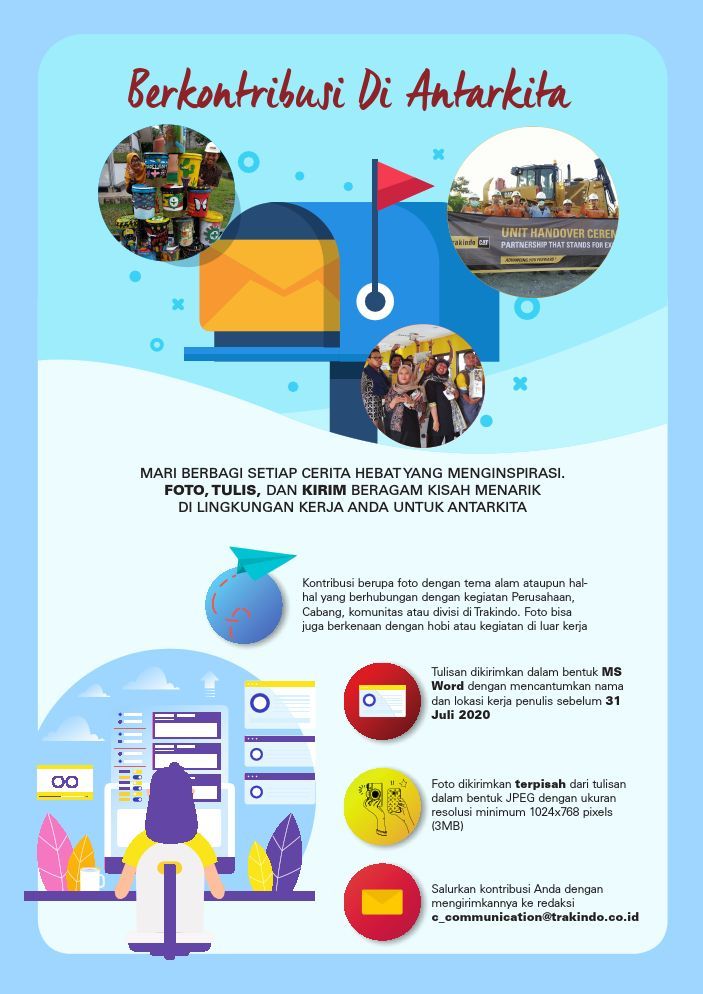 Berkontribusi Di Antarkita
UNIT HANDOVER CEREM
trakindo CAT PARTNERSHIP THAT STANDS FOR EX
ADVANCING YOU FORWARD
MARI BERBAGI SETIAP CERITA HEBAT YANG MENGINSPIRASI.
FOTO, TULIS, DAN KIRIM BERAGAM KISAH MENARIK
DI LINGKUNGAN KERJA ANDA UNTUK ANTARKITA
Kontribusi berupa foto dengan tema alam ataupun hal-
hal yang berhubungan dengan kegiatan Perusahaan,
Cabang, komunitas atau divisi di Trakindo. Foto bisa
juga berkenaan dengan hobi atau kegiatan di luar kerja
Tulisan dikirimkan dalam bentuk MS
Word dengan mencantumkan nama
dan lokasi kerja penulis sebelum 31
Juli 2020
Foto dikirimkan terpisah dari tulisan
dalam bentuk JPEG dengan ukuran
resolusi minimum 1024x768 pixels
(3MB)
Salurkan kontribusi Anda dengan
mengirimkannya ke redaksi
c_communication@trakindo.co.id